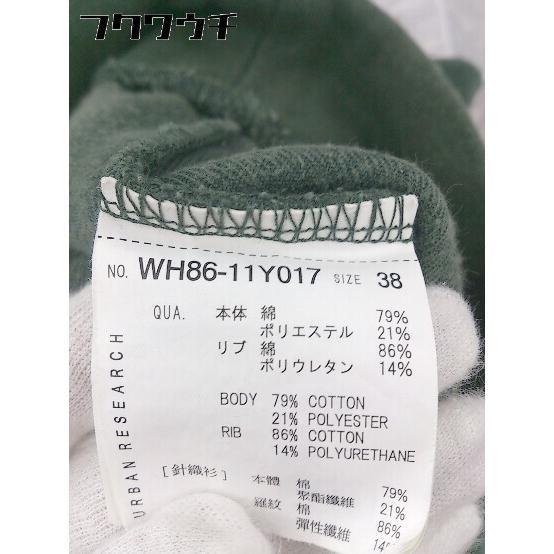 フクワウチ
NO. WH86-11Y017 SIZE 38
QUA. 本体 綿 79%
ポリエステル 21%
リブ 綿 86%
ポリウレタン 14%
BODY 79% COTTON
21% POLYESTER
RIB 86% COTTON
14% POLYURETHANE
[針織衫] 本體 棉 79%
聚酯纖維 21%
羅紋 棉 86%
彈性纖維
URBAN RESEARCH